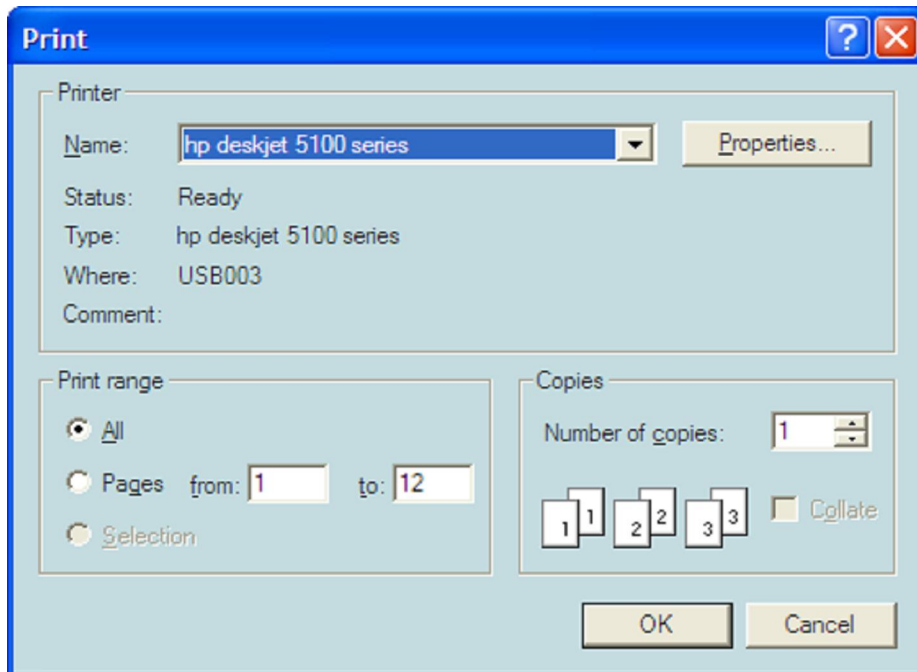 Print
Printer
Name: hp deskjet 5100 series Properties...
Status: Ready
Type: hp deskjet 5100 series
Where: USB003
Comment:
Print range
All
Pages from: 1 to: 12
Selection
Copies
Number of copies: 1
1 1 2 2 3 3 Collate
OK Cancel